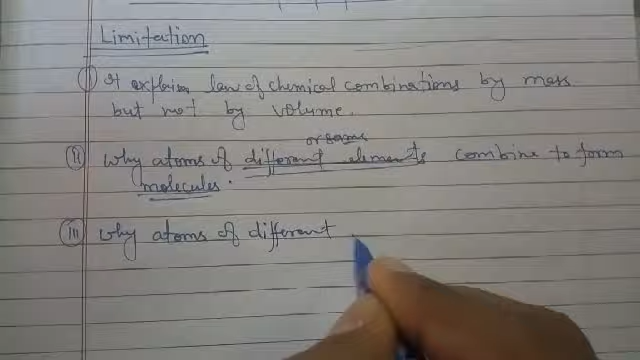 Limitation
(i) It explains law of chemical combinations by mass
but not by volume.
or same
(ii) Why atoms of different elements combine to form
molecules.
(iii) Why atoms of different